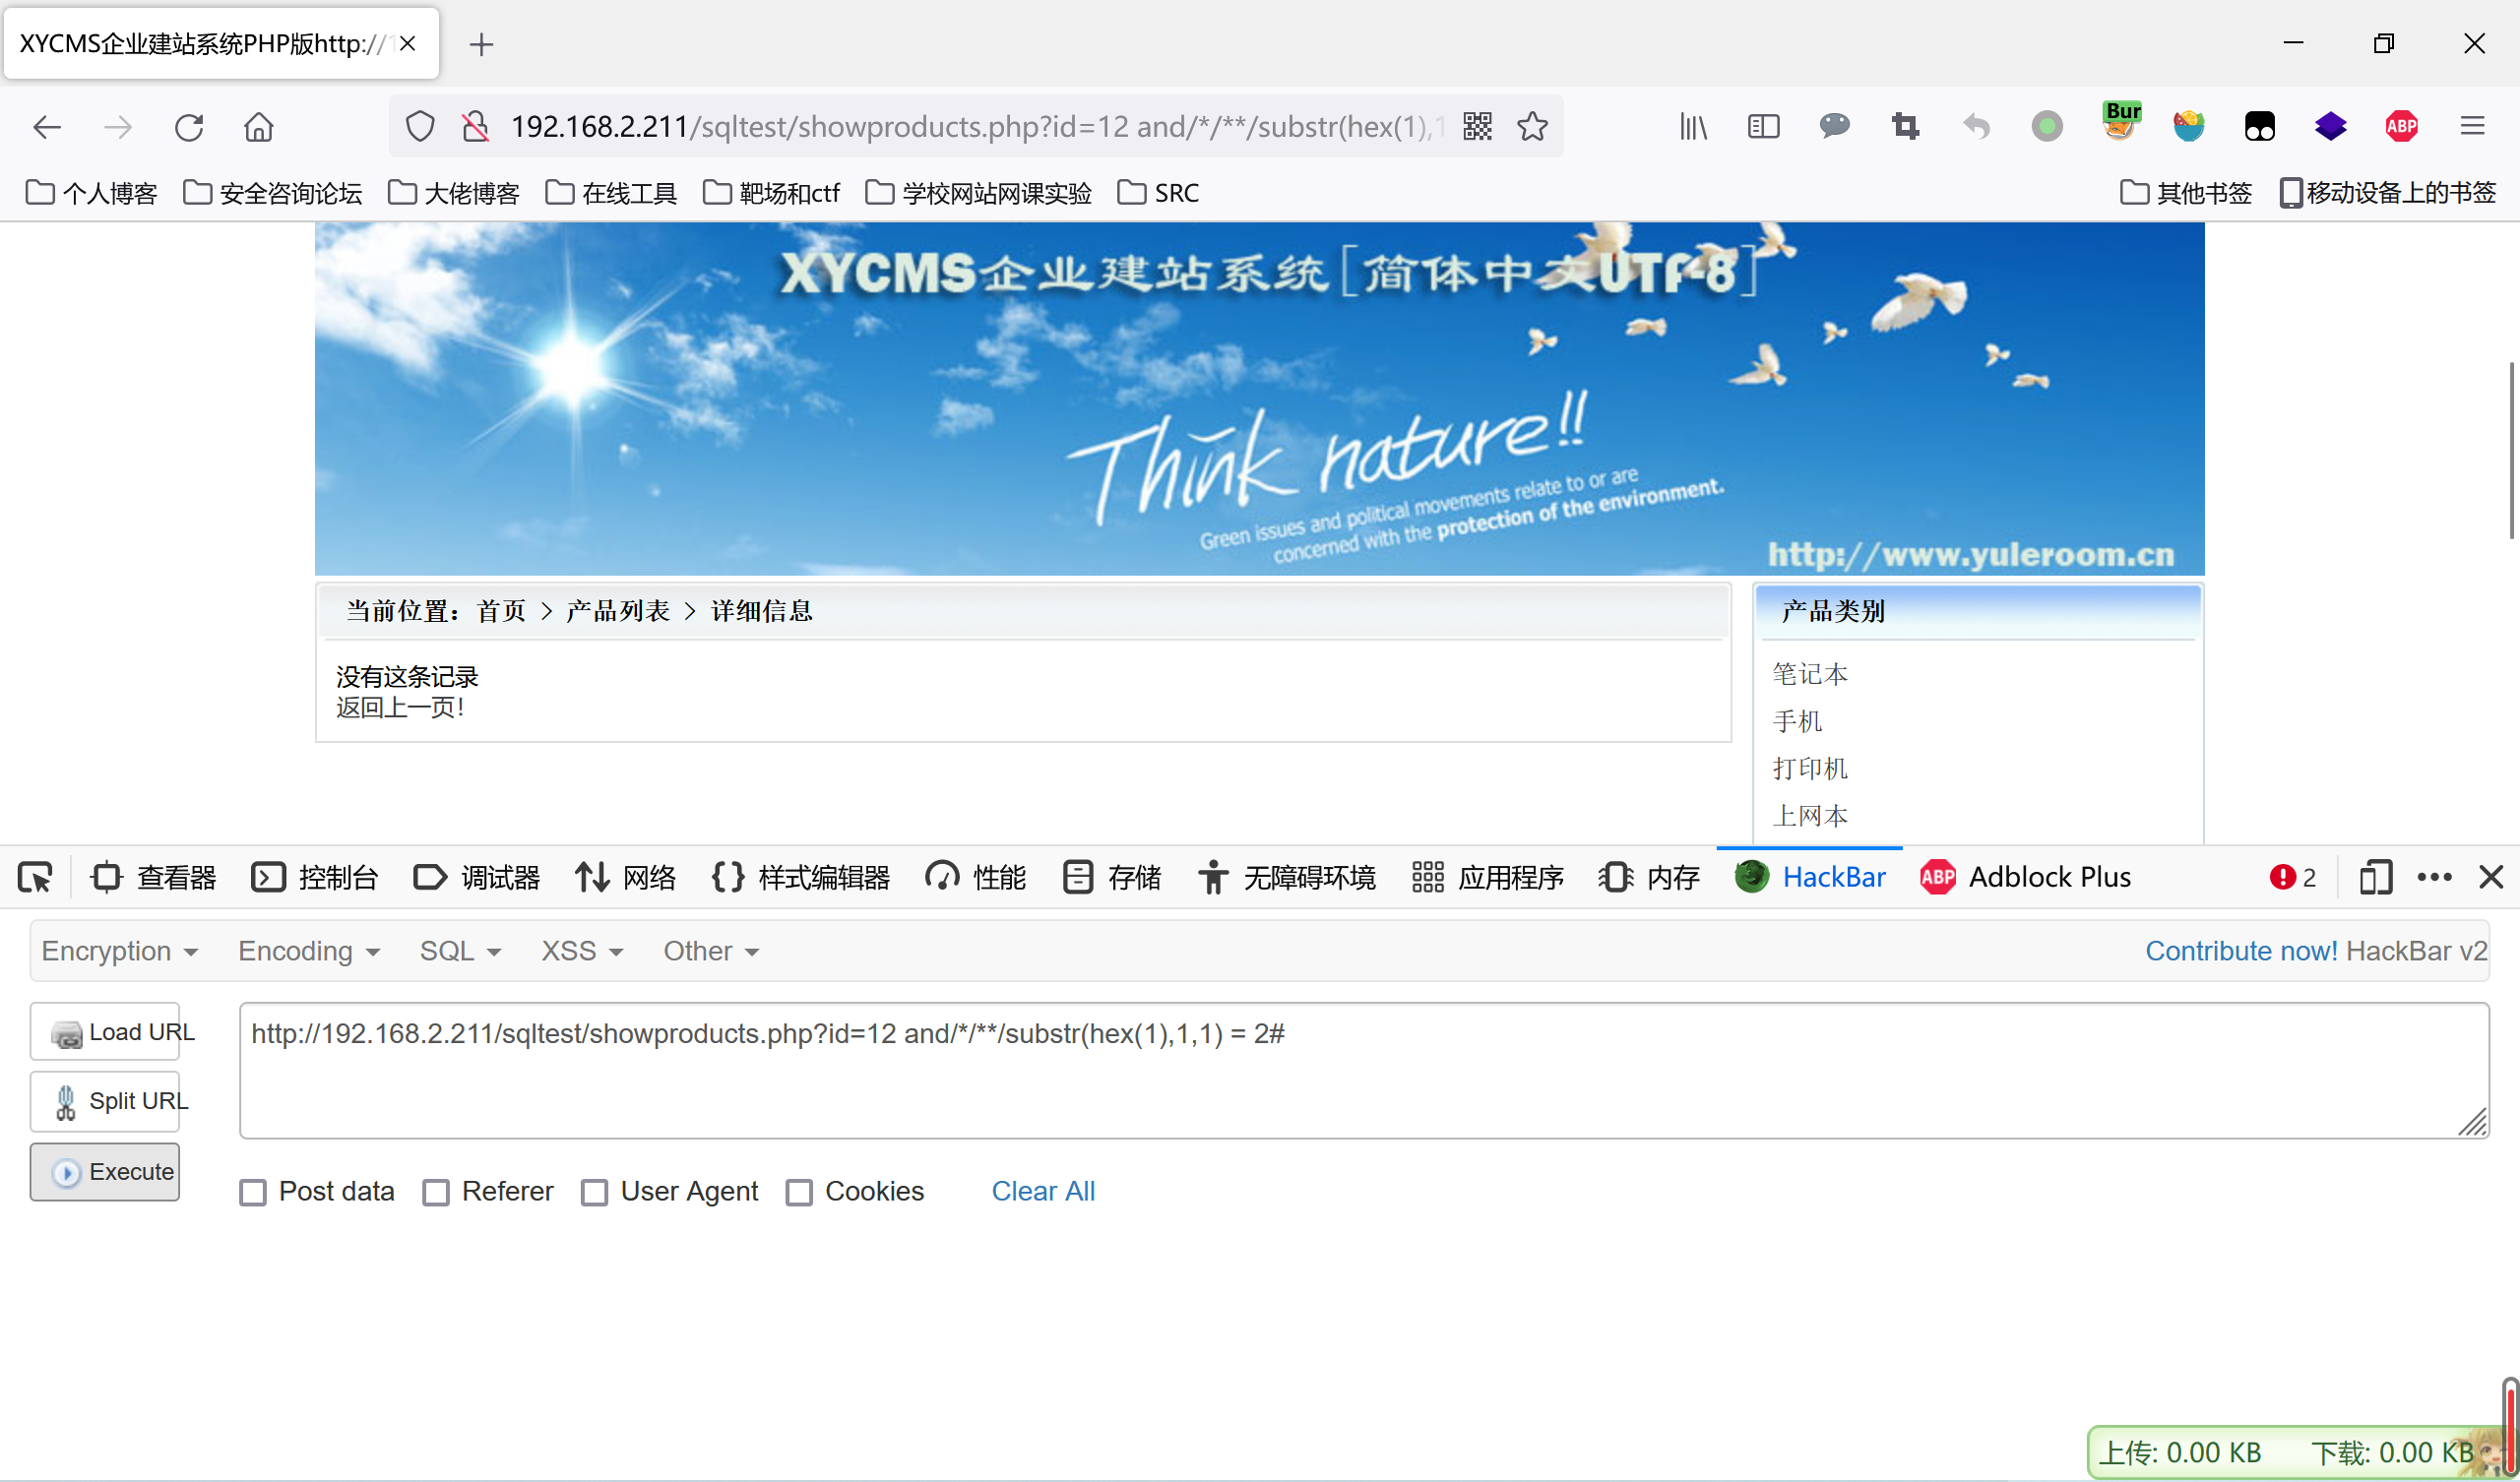 XYCMS企业建站系统PHP版http://1
192.168.2.211/sqltest/showproducts.php?id=12 and/*/**/substr(hex(1),1
Bur
ABP
个人博客 安全咨询论坛 大佬博客 在线工具 靶场和ctf 学校网站网课实验 SRC 其他书签 移动设备上的书签
XYCMS企业建站系统[简体中文UTF-8]
Think nature!!
Green issues and political movements relate to or are
concerned with the protection of the environment.
http://www.yuleroom.cn
当前位置：首页 > 产品列表 > 详细信息
没有这条记录
返回上一页！
产品类别
笔记本
手机
打印机
上网本
查看器 控制台 调试器 网络 样式编辑器 性能 存储 无障碍环境 应用程序 内存 HackBar ABP Adblock Plus 2
Encryption Encoding SQL XSS Other Contribute now! HackBar v2
Load URL
Split URL
Execute
http://192.168.2.211/sqltest/showproducts.php?id=12 and/*/**/substr(hex(1),1,1) = 2#
Post data Referer User Agent Cookies Clear All
上传: 0.00 KB 下载: 0.00 KB